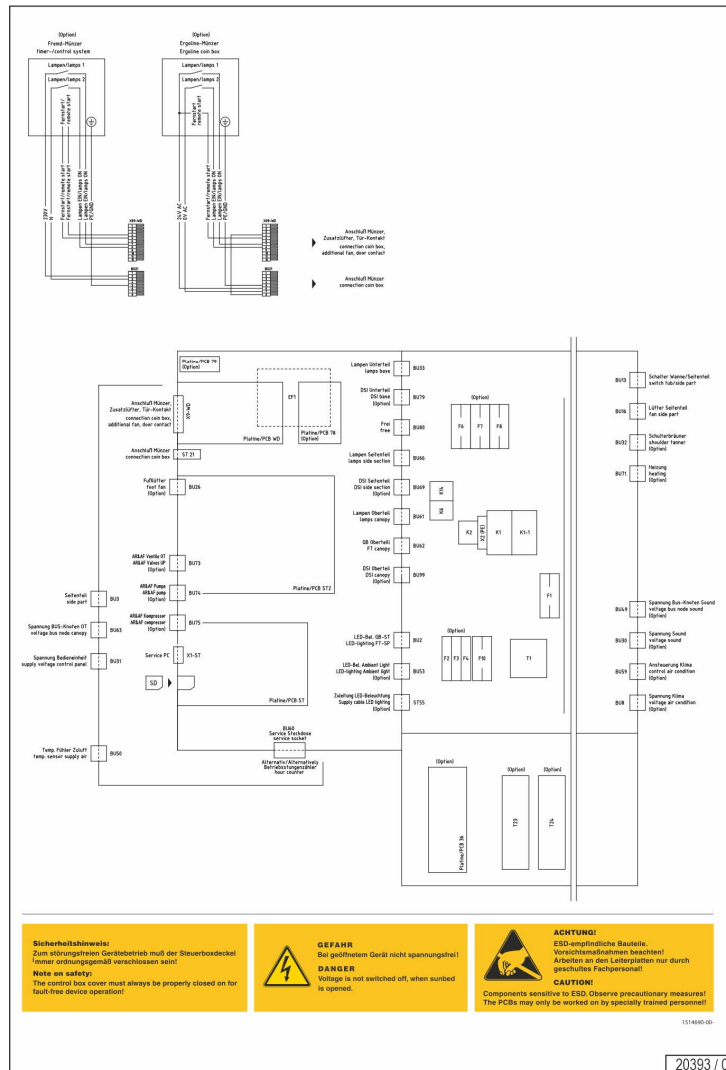 (Option)
Fremd-Münzer
timer-/control system
Lampen/lamps 1
Lampen/lamps 2
Fernstart/
remote start
230V
N
Fernstart/remote start
Fernstart/remote start
Lampen EIN/lamps ON
Lampen EIN/lamps ON
PE/GND
X99-WD
BU21
(Option)
Ergoline-Münzer
Ergoline coin box
Lampen/lamps 1
Lampen/lamps 2
Fernstart
remote start
24V AC
0V AC
Fernstart/remote start
Lampen EIN/lamps ON
Lampen EIN/lamps ON
PE/GND
BU21
Anschluß Münzer,
Zusatzlüfter, Tür-Kontakt
connection coin box,
additional fan, door contact
Anschluß Münzer
connection coin box
Platine/PCB 79
(Option)
Anschluß Münzer,
Zusatzlüfter, Tür-Kontakt
connection coin box,
additional fan, door contact
X9-WD
EF1
Platine/PCB WD
Platine/PCB 78
(Option)
Anschluß Münzer
connection coin box
ST 21
Fußlüfter
foot fan
(Option)
BU26
AR&AF Ventile OT
AR&AF Valves UP
(Option)
BU73
AR&AF Pumpe
AR&AF pump
(Option)
BU74
Platine/PCB ST2
AR&AF Kompressor
AR&AF compressor
(Option)
BU75
Service PC
X1-ST
SD
Platine/PCB ST
Seitenteil
side part
BU3
Spannung BUS-Knoten OT
voltage bus node canopy
BU63
Spannung Bedieneinheit
supply voltage control panel
BU31
Temp. Fühler Zuluft
temp. sensor supply air
BU50
BU60
Service Steckdose
service socket
Alternativ/Alternatively
Betriebsstungenzähler
hour counter
Lampen Unterteil
lamps base
BU33
DSI Unterteil
DSI base
(Option)
BU79
Frei
free
BU80
Lampen Seitenteil
lamps side section
BU66
DSI Seitenteil
DSI side section
(Option)
BU69
Lampen Oberteil
lamps canopy
BU61
GB Oberteil
FT canopy
BU62
DSI Oberteil
DSI canopy
(Option)
BU99
LED-Bel. GB-ST
LED-lighting FT-SP
BU2
LED-Bel. Ambient Light
LED-lighting Ambient light
(Option)
BU53
Zuleitung LED-Beleuchtung
Supply cable LED lighting
(Option)
ST55
(Option)
F6
F7
F8
K14
K6
K2
X2 (PE)
K1
K1-1
F1
(Option)
F2
F3
F4
F10
T1
(Option)
Platine/PCB 36
(Option)
T23
(Option)
T24
BU13
Schalter Wanne/Seitenteil
switch tub/side part
BU16
Lüfter Seitenteil
fan side part
BU32
Schulterbräuner
shoulder tanner
(Option)
BU71
Heizung
heating
(Option)
BU49
Spannung Bus-Knoten Sound
voltage bus node sound
(Option)
BU30
Spannung Sound
voltage sound
(Option)
BU59
Ansteuerung Klima
control air condition
(Option)
BU8
Spannung Klima
voltage air condition
(Option)
Sicherheitshinweis:
Zum störungsfreien Gerätebetrieb muß der Steuerboxdeckel
immer ordnungsgemäß verschlossen sein!
Note on safety:
The control box cover must always be properly closed on for
fault-free device operation!
GEFAHR
Bei geöffnetem Gerät nicht spannungsfrei!
DANGER
Voltage is not switched off, when sunbed
is opened.
ACHTUNG!
ESD-empfindliche Bauteile.
Vorsichtsmaßnahmen beachten!
Arbeiten an den Leiterplatten nur durch
geschultes Fachpersonal!
CAUTION!
Components sensitive to ESD. Observe precautionary measures!
The PCBs may only be worked on by specially trained personnel!
1514690-00-
20393 / 0